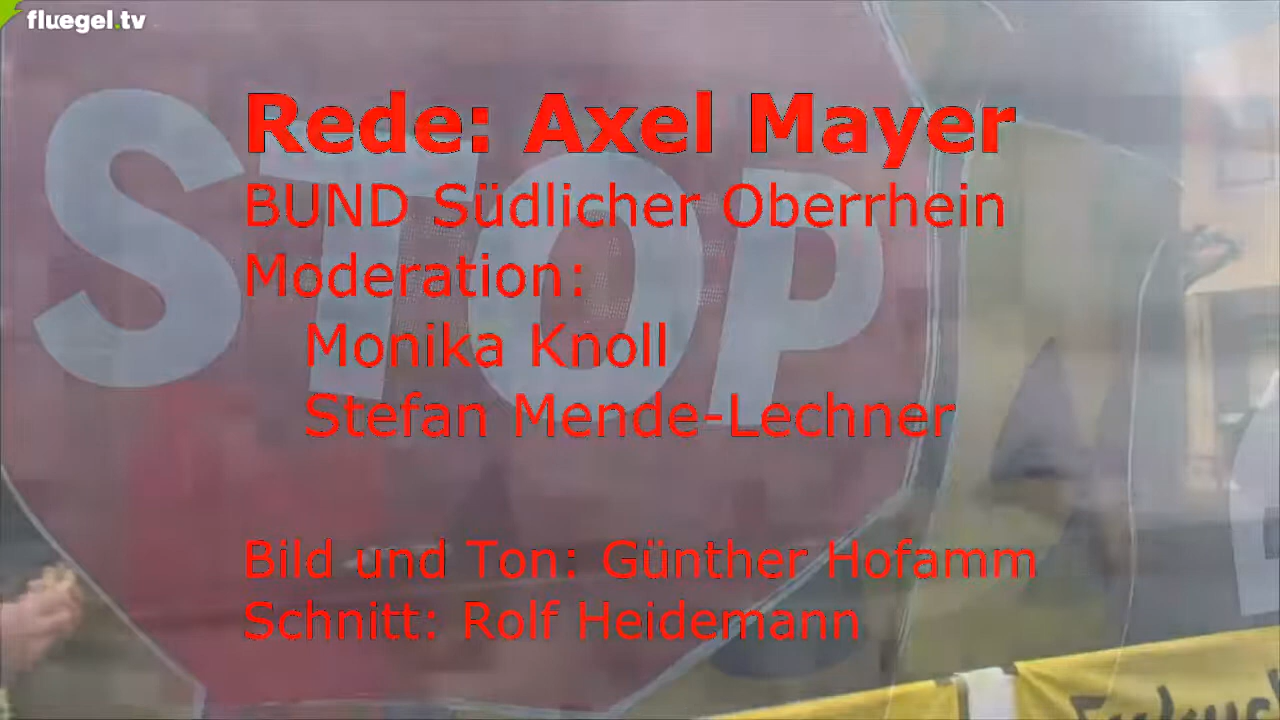 fluegel.tv
STOP
Rede: Axel Mayer
BUND Südlicher Oberrhein
Moderation:
Monika Knoll
Stefan Mende-Lechner
Bild und Ton: Günther Hofamm
Schnitt: Rolf Heidemann